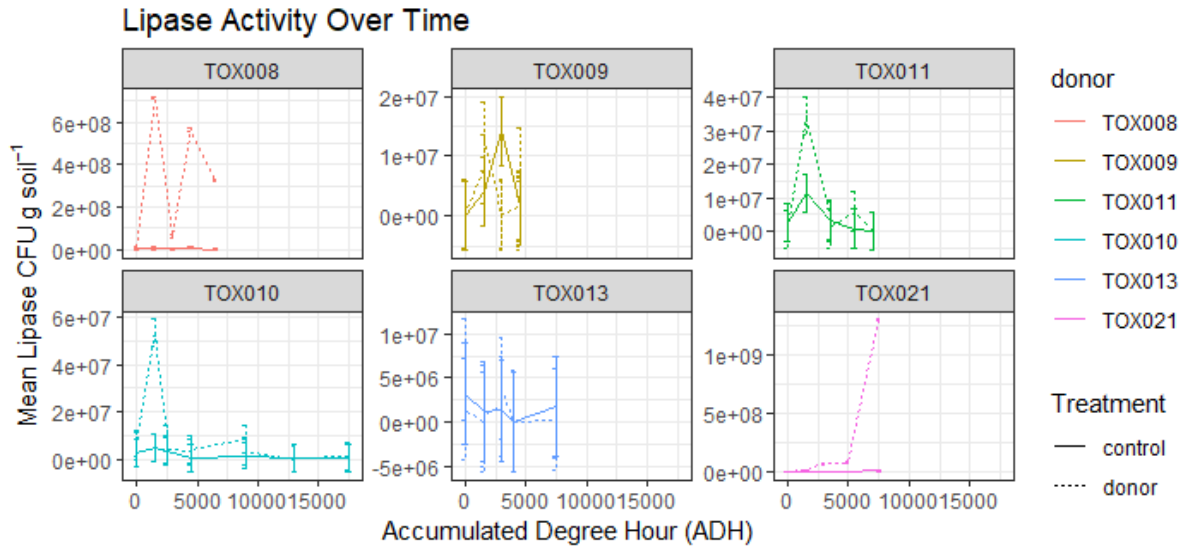 Lipase Activity Over Time
Mean Lipase CFU g soil⁻¹
TOX008
6e+08
4e+08
2e+08
0e+00
TOX009
2e+07
1e+07
0e+00
TOX011
4e+07
3e+07
2e+07
1e+07
0e+00
TOX010
6e+07
4e+07
2e+07
0e+00
0 5000 10000 15000
TOX013
1e+07
5e+06
0e+00
-5e+06
0 5000 10000 15000
TOX021
1e+09
5e+08
0e+00
0 5000 10000 15000
Accumulated Degree Hour (ADH)
donor
TOX008
TOX009
TOX011
TOX010
TOX013
TOX021
Treatment
control
donor